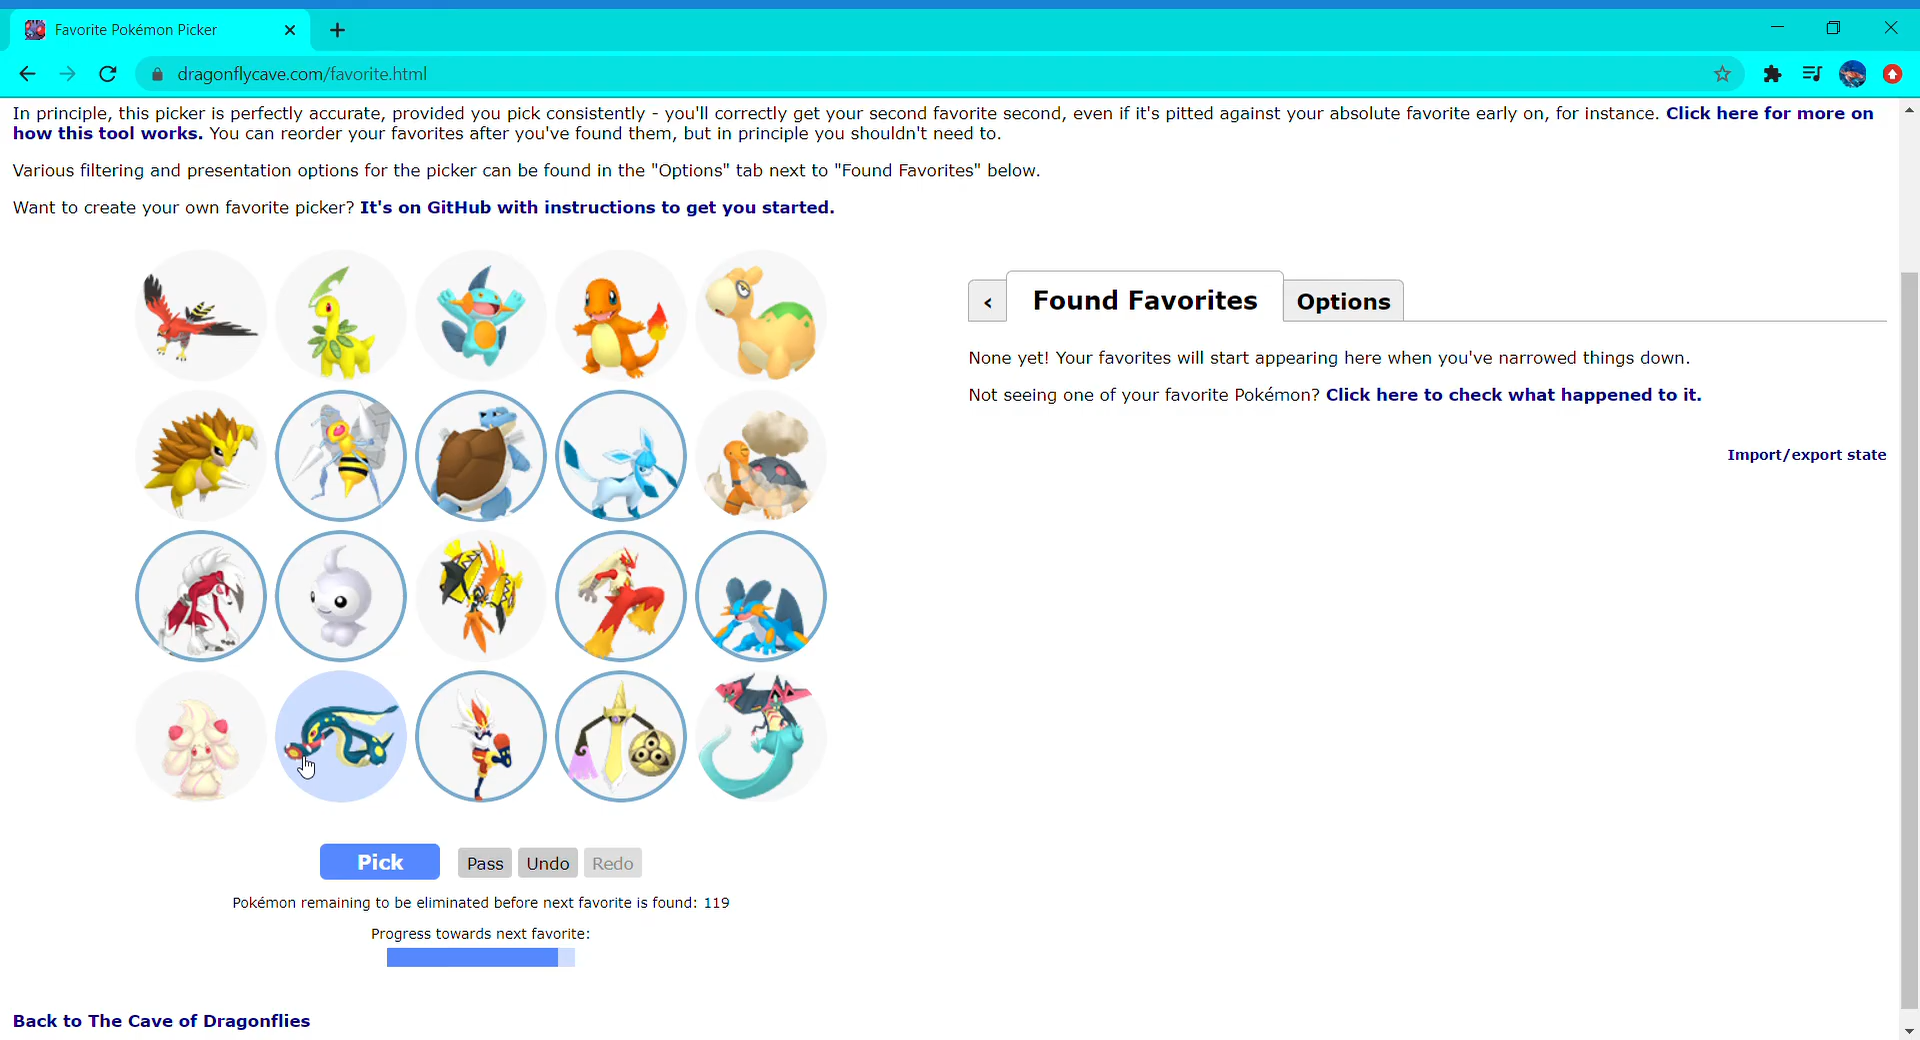 Favorite Pokémon Picker
dragonflycave.com/favorite.html
In principle, this picker is perfectly accurate, provided you pick consistently - you'll correctly get your second favorite second, even if it's pitted against your absolute favorite early on, for instance. Click here for more on
how this tool works. You can reorder your favorites after you've found them, but in principle you shouldn't need to.
Various filtering and presentation options for the picker can be found in the "Options" tab next to "Found Favorites" below.
Want to create your own favorite picker? It's on GitHub with instructions to get you started.
< Found Favorites Options
None yet! Your favorites will start appearing here when you've narrowed things down.
Not seeing one of your favorite Pokémon? Click here to check what happened to it.
Import/export state
Pick Pass Undo Redo
Pokémon remaining to be eliminated before next favorite is found: 119
Progress towards next favorite:
Back to The Cave of Dragonflies